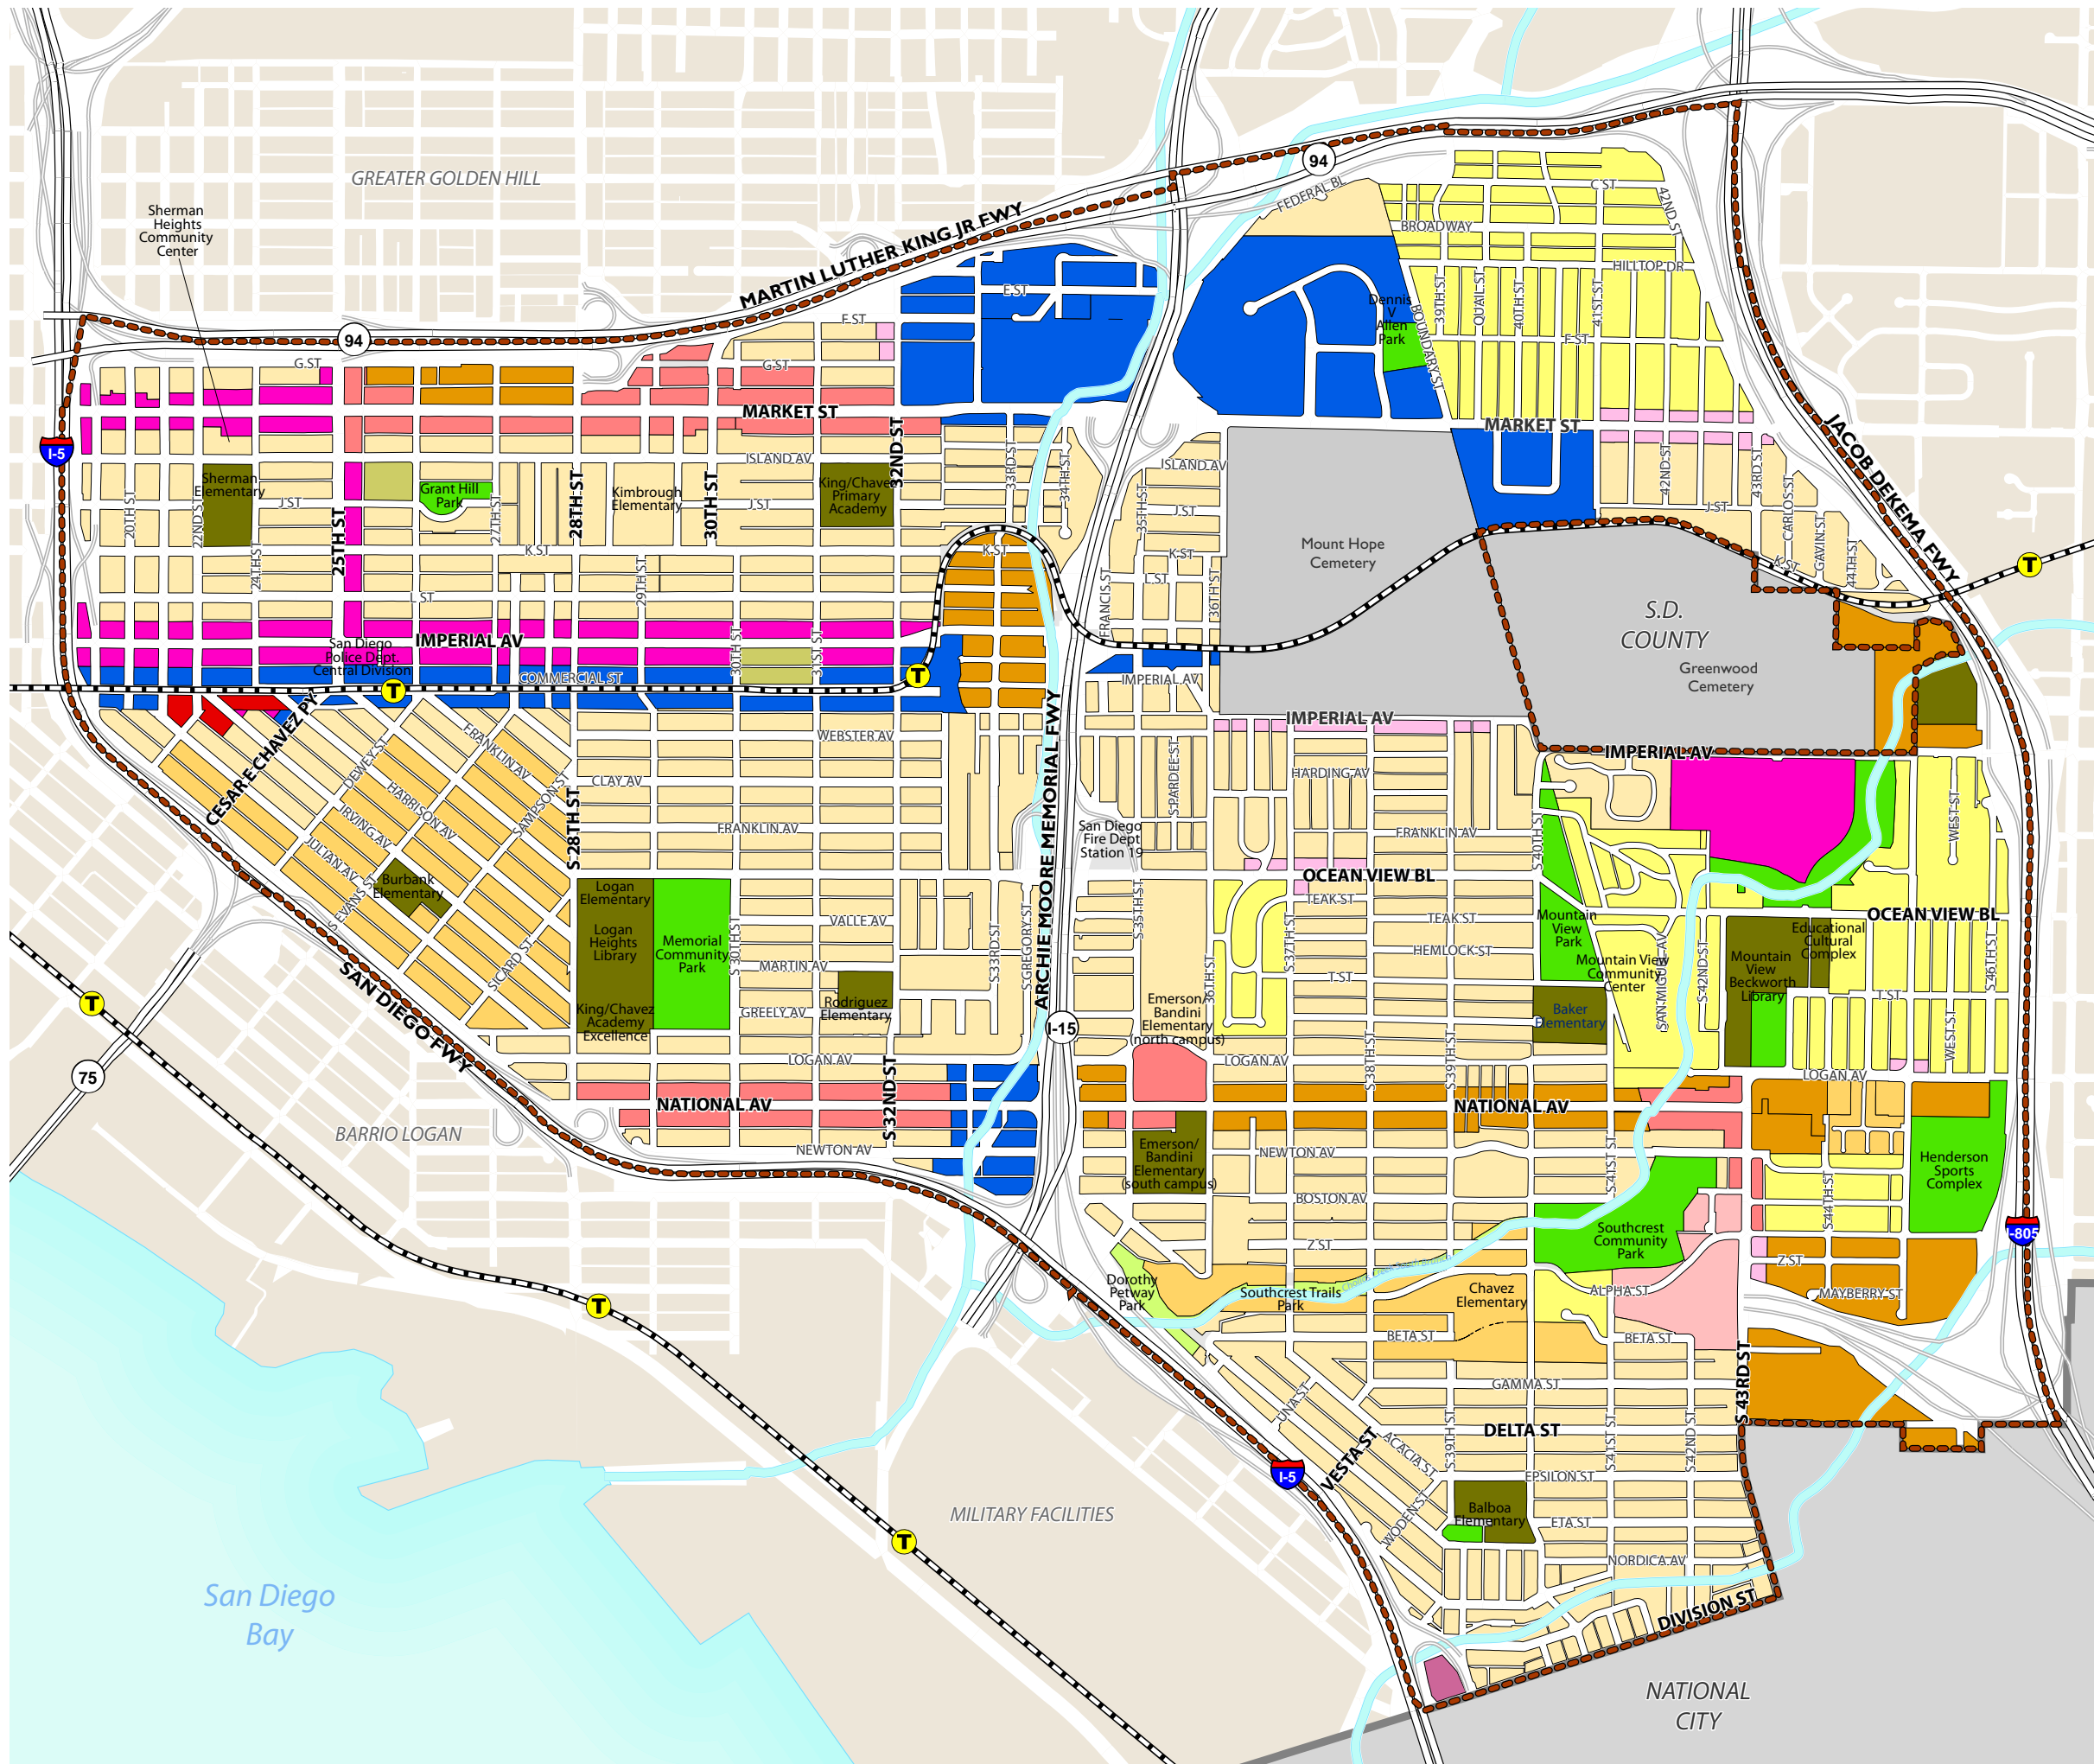 GREATER GOLDEN HILL
Sherman
Heights
Community
Center
MARTIN LUTHER KING JR FWY
94
FEDERAL BL
C ST
42ND ST
BROADWAY
HILLTOP DR
E ST
F ST
G ST
94
G ST
Dennis
V
Allen
Park
BOUNDARY ST
39TH ST
QUAIL ST
40TH ST
41ST ST
F ST
MARKET ST
MARKET ST
JACOB DEKEMA FWY
I-5
32ND ST
33RD ST
34TH ST
ISLAND AV
ISLAND AV
Sherman
Elementary
Grant Hill
Park
Kimbrough
Elementary
King/Chavez
Primary
Academy
20TH ST
22ND ST
24TH ST
25TH ST
27TH ST
28TH ST
29TH ST
30TH ST
J ST
J ST
J ST
J ST
35TH ST
42ND ST
43RD ST
CARLOS ST
GAVIN ST
44TH ST
K ST
K ST
K ST
K ST
L ST
L ST
FRANCIS ST
36TH ST
Mount Hope
Cemetery
S.D.
COUNTY
Greenwood
Cemetery
T
IMPERIAL AV
San Diego
Police Dept.
Central Division
30TH ST
31ST ST
T
T
COMMERCIAL ST
IMPERIAL AV
IMPERIAL AV
IMPERIAL AV
CESAR E CHAVEZ PY
DEWEY ST
FRANKLIN AV
HARRISON AV
IRVING AV
JULIAN AV
SAMPSON ST
S EVANS ST
SICARD ST
Burbank
Elementary
WEBSTER AV
CLAY AV
S 28TH ST
FRANKLIN AV
ARCHIE MOORE MEMORIAL FWY
S PARDEE ST
HARDING AV
FRANKLIN AV
S 40TH ST
WEST ST
San Diego
Fire Dept
Station 19
OCEAN VIEW BL
OCEAN VIEW BL
Logan
Elementary
Logan
Heights
Library
King/Chavez
Academy
Excellence
Memorial
Community
Park
S 30TH ST
VALLE AV
MARTIN AV
GREELY AV
Rodriguez
Elementary
S 33RD ST
S GREGORY ST
S 35TH ST
S 36TH ST
S 37TH ST
TEAK ST
TEAK ST
HEMLOCK ST
T ST
Mountain
View
Park
Mountain View
Community
Center
SAN MIGUEL AV
S 42ND ST
Educational
Cultural
Complex
Mountain
View
Beckworth
Library
S 46TH ST
T ST
WEST ST
Baker
Elementary
Emerson/
Bandini
Elementary
(north campus)
I-15
LOGAN AV
LOGAN AV
LOGAN AV
S 38TH ST
S 39TH ST
NATIONAL AV
NATIONAL AV
S 32ND ST
NEWTON AV
NEWTON AV
T
SAN DIEGO FWY
75
BARRIO LOGAN
Emerson/
Bandini
Elementary
(south campus)
BOSTON AV
S 41ST ST
S 44TH ST
Henderson
Sports
Complex
Southcrest
Community
Park
I-805
Z ST
Z ST
Dorothy
Petway
Park
Southcrest Trails
Park
Chavez
Elementary
ALPHA ST
MAYBERRY ST
T
BETA ST
BETA ST
S 43RD ST
GAMMA ST
UNA ST
DELTA ST
S 39TH ST
S 41ST ST
S 42ND ST
VESTA ST
ACACIA ST
I-5
EPSILON ST
WODEN ST
Balboa
Elementary
ETA ST
MILITARY FACILITIES
T
NORDICA AV
DIVISION ST
San Diego
Bay
NATIONAL
CITY